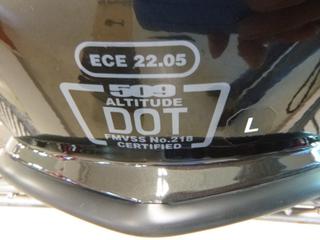 ECE 22.05
509
ALTITUDE
DOT
FMVSS No.218
CERTIFIED
L